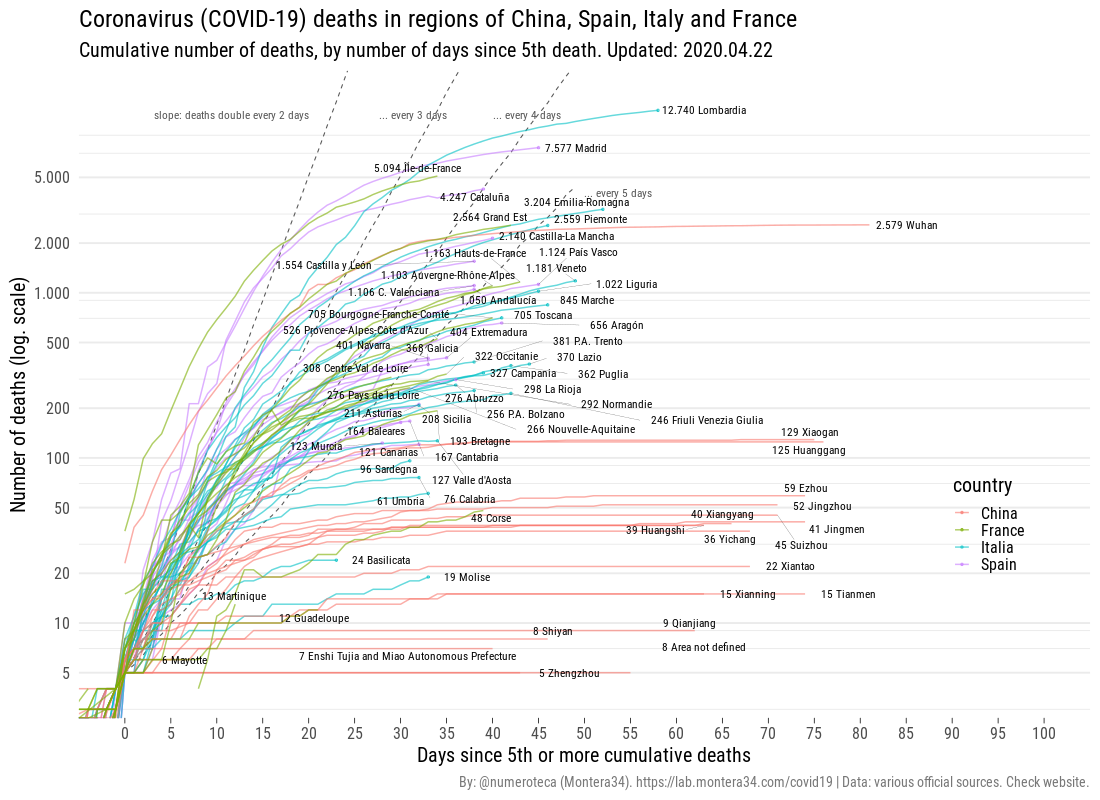 Coronavirus (COVID-19) deaths in regions of China, Spain, Italy and France
Cumulative number of deaths, by number of days since 5th death. Updated: 2020.04.22
slope: deaths double every 2 days
... every 3 days
... every 4 days
... every 5 days
12.740 Lombardia
7.577 Madrid
5.094 Île-de-France
4.247 Cataluña
3.204 Emilia-Romagna
2.564 Grand Est
2.559 Piemonte
2.579 Wuhan
2.140 Castilla-La Mancha
1.163 Hauts-de-France
1.124 País Vasco
1.554 Castilla y León
1.181 Veneto
1.103 Auvergne-Rhône-Alpes
1.022 Liguria
1.106 C. Valenciana
1.050 Andalucía
845 Marche
705 Bourgogne-Franche-Comté
705 Toscana
526 Provence-Alpes-Côte d'Azur
404 Extremadura
656 Aragón
401 Navarra
368 Galicia
381 P.A. Trento
322 Occitanie
370 Lazio
308 Centre-Val de Loire
327 Campania
362 Puglia
276 Pays de la Loire
276 Abruzzo
298 La Rioja
292 Normandie
211 Asturias
208 Sicilia
256 P.A. Bolzano
246 Friuli Venezia Giulia
164 Baleares
266 Nouvelle-Aquitaine
123 Murcia
193 Bretagne
129 Xiaogan
121 Canarias
167 Cantabria
125 Huanggang
96 Sardegna
127 Valle d'Aosta
59 Ezhou
61 Umbria
76 Calabria
52 Jingzhou
48 Corse
40 Xiangyang
39 Huangshi
41 Jingmen
36 Yichang
45 Suizhou
24 Basilicata
22 Xiantao
19 Molise
13 Martinique
15 Xianning
15 Tianmen
12 Guadeloupe
9 Qianjiang
8 Shiyan
8 Area not defined
6 Mayotte
7 Enshi Tujia and Miao Autonomous Prefecture
5 Zhengzhou
Number of deaths (log. scale)
5.000
2.000
1.000
500
200
100
50
20
10
5
country
China
France
Italia
Spain
0 5 10 15 20 25 30 35 40 45 50 55 60 65 70 75 80 85 90 95 100
Days since 5th or more cumulative deaths
By: @numeroteca (Montera34). https://lab.montera34.com/covid19 | Data: various official sources. Check website.